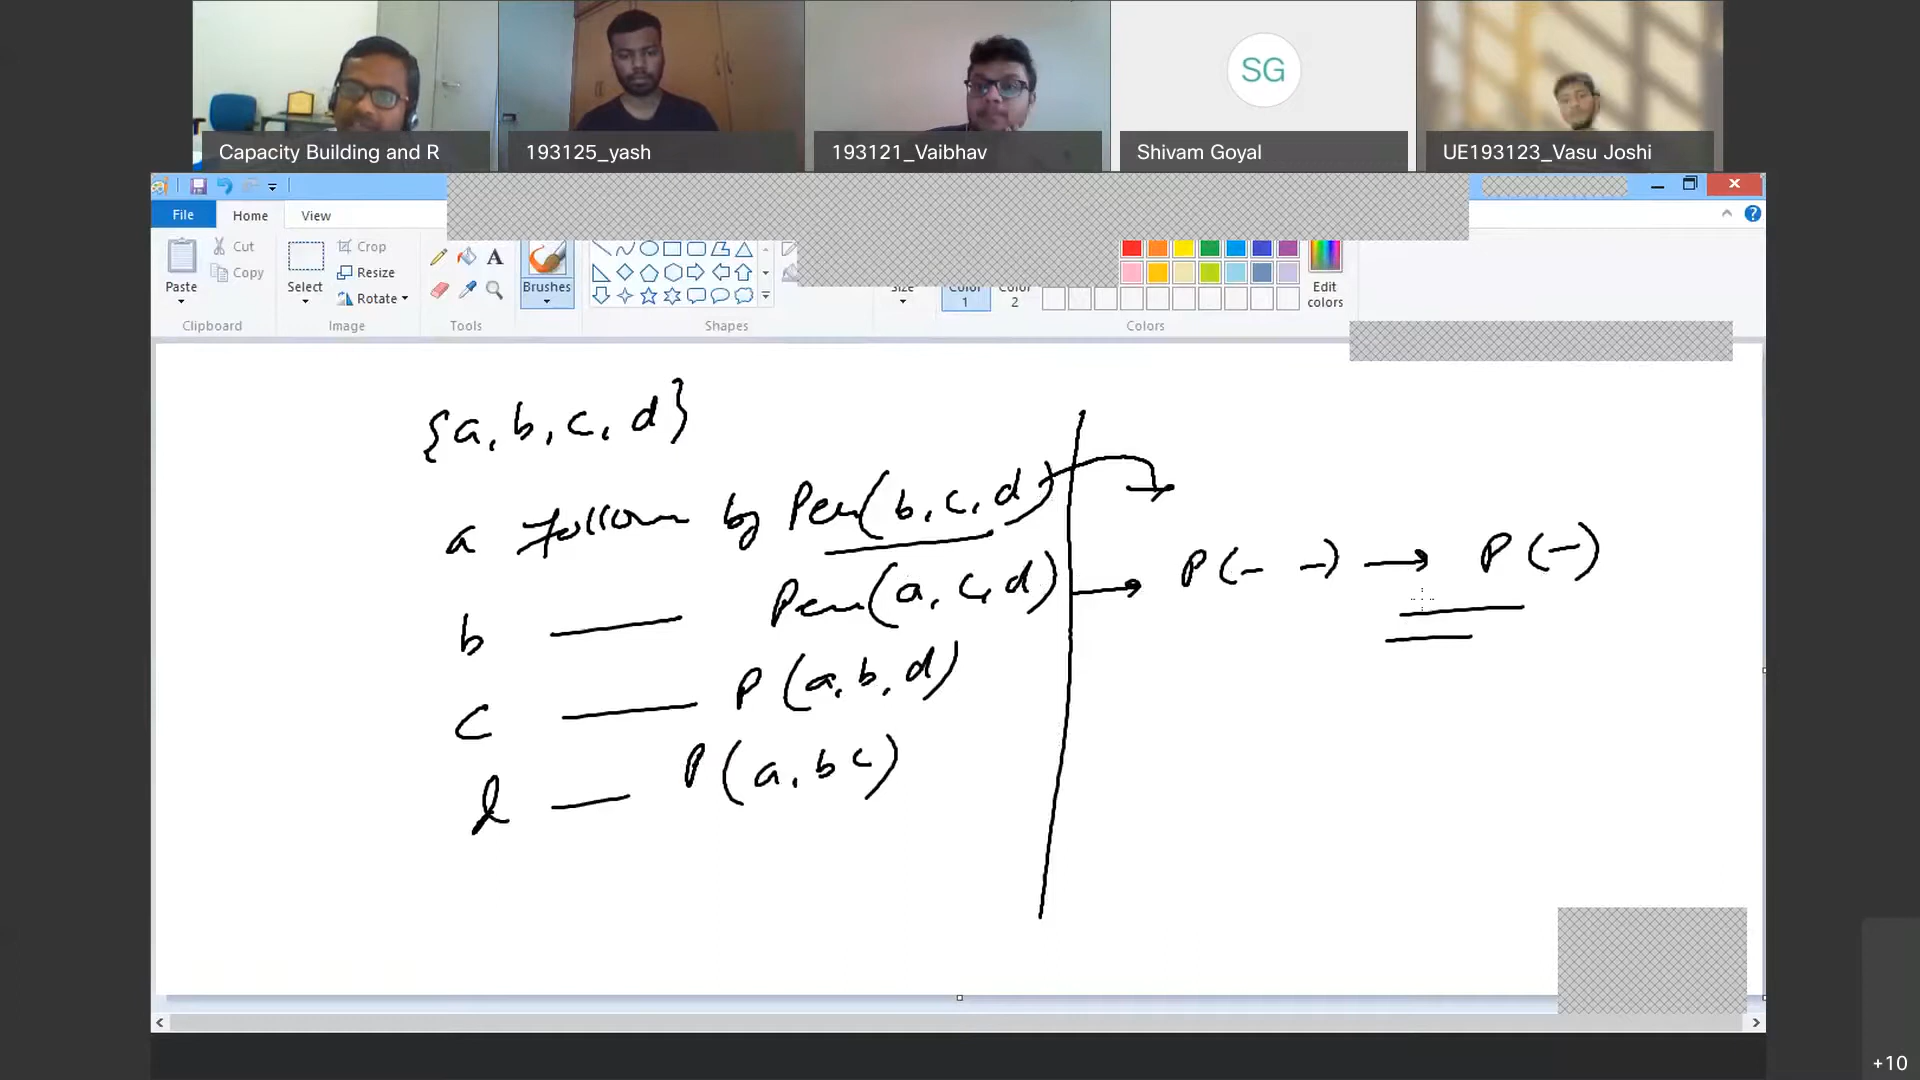 SG
Capacity Building and R
193125_yash
193121_Vaibhav
Shivam Goyal
UE193123_Vasu Joshi
File
Home
View
Cut
Copy
Paste
Clipboard
Crop
Resize
Rotate
Select
Image
A
Tools
Brushes
Shapes
Size
Color 1
Color 2
Edit colors
Colors
{a, b, c, d}
a follow by Per(b, c, d)
b — Per(a, c, d) → P(– –) → P(–)
c — P(a, b, d)
d — P(a, b c)
+10